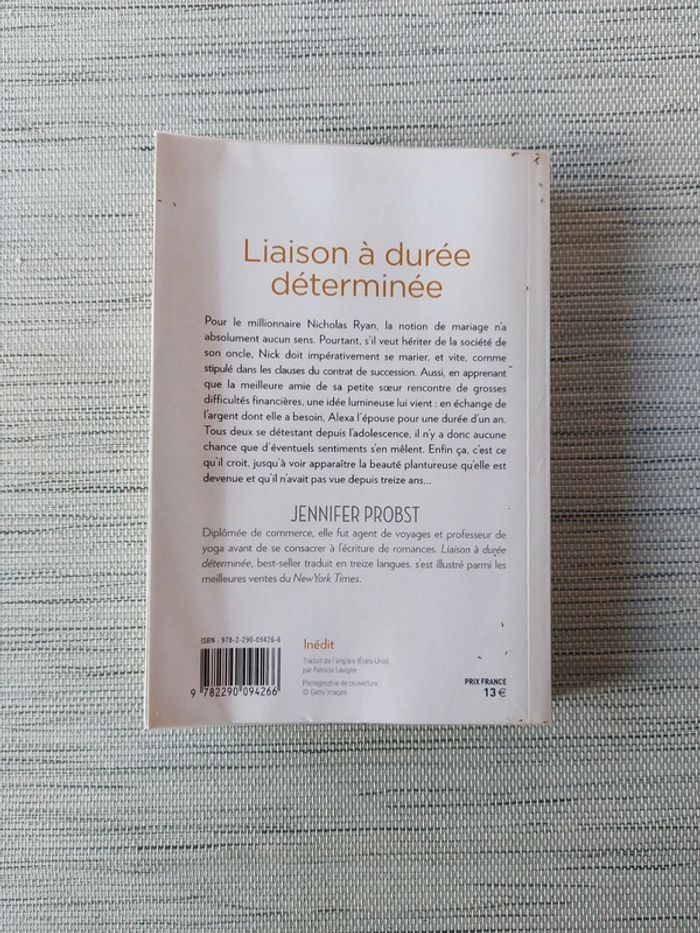 Liaison à durée
déterminée
Pour le millionnaire Nicholas Ryan, la notion de mariage n'a
absolument aucun sens. Pourtant, s'il veut hériter de la société de
son oncle, Nick doit impérativement se marier, et vite, comme
stipulé dans les clauses du contrat de succession. Aussi, en apprenant
que la meilleure amie de sa petite sœur rencontre de grosses
difficultés financières, une idée lumineuse lui vient : en échange de
l'argent dont elle a besoin, Alexa l'épouse pour une durée d'un an.
Tous deux se détestant depuis l'adolescence, il n'y a donc aucune
chance que d'éventuels sentiments s'en mêlent. Enfin ça, c'est ce
qu'il croit, jusqu'à voir apparaître la beauté plantureuse qu'elle est
devenue et qu'il n'avait pas vue depuis treize ans...
JENNIFER PROBST
Diplômée de commerce, elle fut agent de voyages et professeur de
yoga avant de se consacrer à l'écriture de romances. Liaison à durée
déterminée, best-seller traduit en treize langues, s'est illustré parmi les
meilleures ventes du New York Times.
ISBN : 978-2-290-09426-6
9 782290 094266
Inédit
Traduit de l'anglais (États-Unis)
par Patricia Lavigne
Photographie de couverture :
© Getty Images
PRIX FRANCE
13 €